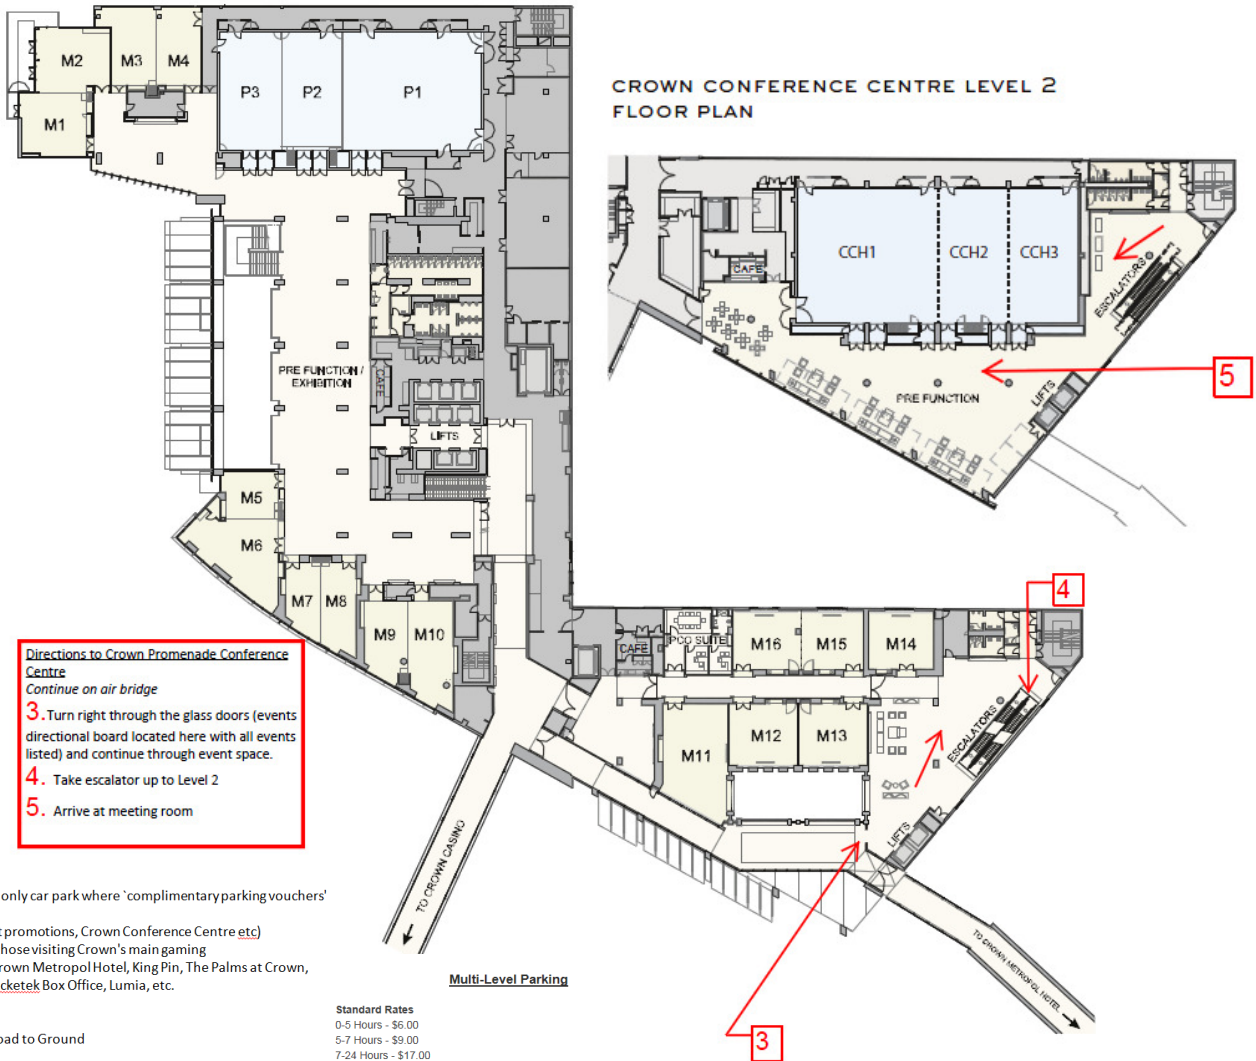 M2
M3
M4
M1
P3
P2
P1
CROWN CONFERENCE CENTRE LEVEL 2
FLOOR PLAN
CCH1
CCH2
CCH3
CAFE
ESCALATORS
5
PRE FUNCTION
LIFTS
PRE FUNCTION /
EXHIBITION
CAFE
LIFTS
M5
M6
M7
M8
M9
M10
4
CAFE
PCO SUITE
M16
M15
M14
M11
M12
M13
ESCALATORS
LIFTS
TO CROWN CASINO
TO CROWN METROPOL HOTEL
3
Directions to Crown Promenade Conference
Centre
Continue on air bridge
3.Turn right through the glass doors (events
directional board located here with all events
listed) and continue through event space.
4. Take escalator up to Level 2
5. Arrive at meeting room
only car park where `complimentary parking vouchers'
t promotions, Crown Conference Centre etc)
hose visiting Crown's main gaming
rown Metropol Hotel, King Pin, The Palms at Crown,
cketek Box Office, Lumia, etc.
oad to Ground
Multi-Level Parking
Standard Rates
0-5 Hours - $6.00
5-7 Hours - $9.00
7-24 Hours - $17.00